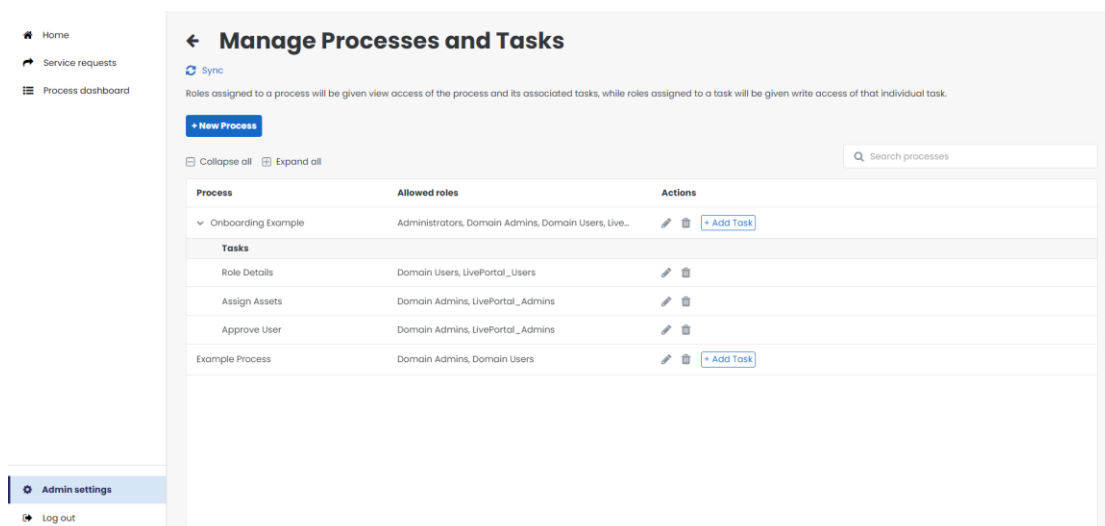 Home
Service requests
Process dashboard
Admin settings
Log out
Manage Processes and Tasks
Sync
Roles assigned to a process will be given view access of the process and its associated tasks, while roles assigned to a task will be given write access of that individual task.
+ New Process
Collapse all Expand all
Search processes
Process Allowed roles Actions
Onboarding Example Administrators, Domain Admins, Domain Users, Live... + Add Task
Tasks
Role Details Domain Users, LivePortal_Users
Assign Assets Domain Admins, LivePortal_Admins
Approve User Domain Admins, LivePortal_Admins
Example Process Domain Admins, Domain Users + Add Task